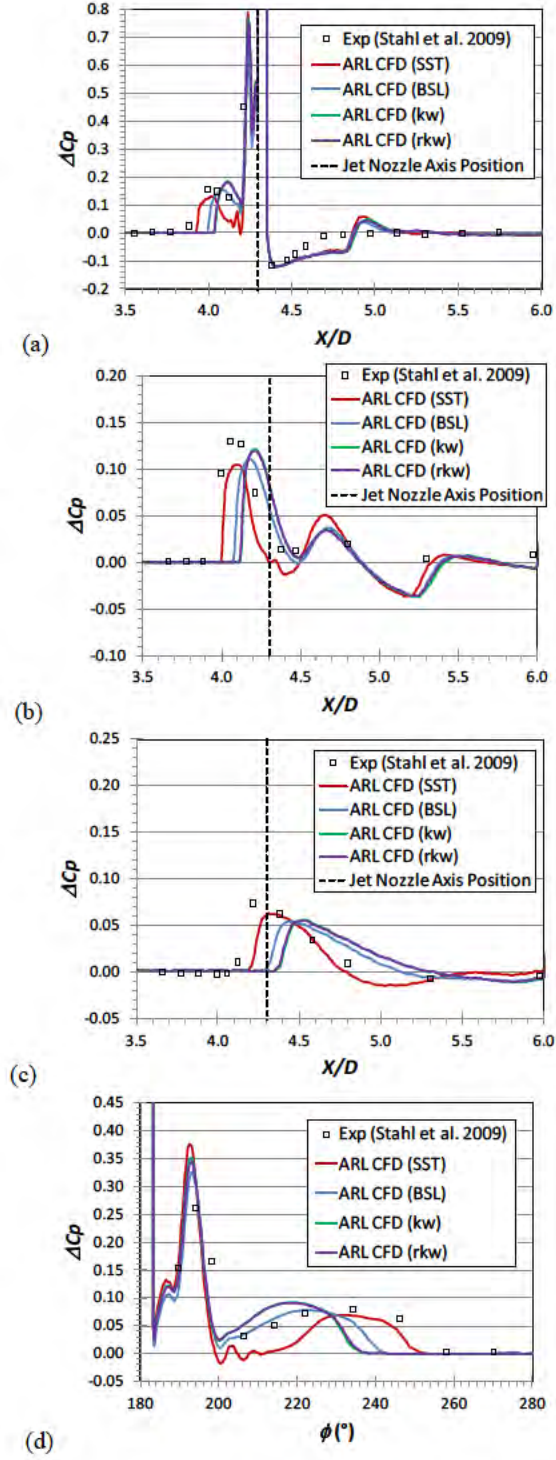 0.8
0.7
0.6
0.5
0.4
0.3
0.2
0.1
0.0
-0.1
-0.2
ΔCp
Exp (Stahl et al. 2009)
ARL CFD (SST)
ARL CFD (BSL)
ARL CFD (kw)
ARL CFD (rkw)
Jet Nozzle Axis Position
3.5 4.0 4.5 5.0 5.5 6.0
X/D
(a)
0.20
0.15
0.10
0.05
0.00
-0.05
-0.10
ΔCp
Exp (Stahl et al. 2009)
ARL CFD (SST)
ARL CFD (BSL)
ARL CFD (kw)
ARL CFD (rkw)
Jet Nozzle Axis Position
3.5 4.0 4.5 5.0 5.5 6.0
X/D
(b)
0.25
0.20
0.15
0.10
0.05
0.00
-0.05
ΔCp
Exp (Stahl et al. 2009)
ARL CFD (SST)
ARL CFD (BSL)
ARL CFD (kw)
ARL CFD (rkw)
Jet Nozzle Axis Position
3.5 4.0 4.5 5.0 5.5 6.0
X/D
(c)
0.45
0.40
0.35
0.30
0.25
0.20
0.15
0.10
0.05
0.00
-0.05
ΔCp
Exp (Stahl et al. 2009)
ARL CFD (SST)
ARL CFD (BSL)
ARL CFD (kw)
ARL CFD (rkw)
180 200 220 240 260 280
ϕ (°)
(d)